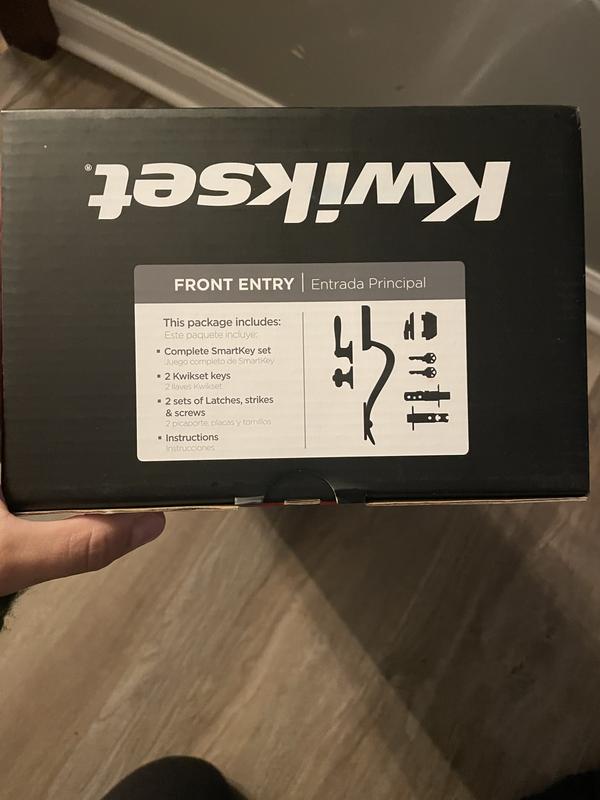 Kwikset®
FRONT ENTRY | Entrada Principal
This package includes:
Este paquete incluye:
▪ Complete SmartKey set
Juego completo de SmartKey
▪ 2 Kwikset keys
2 llaves Kwikset
▪ 2 sets of Latches, strikes
& screws
2 picaporte, placas y tornillos
▪ Instructions
Instrucciones